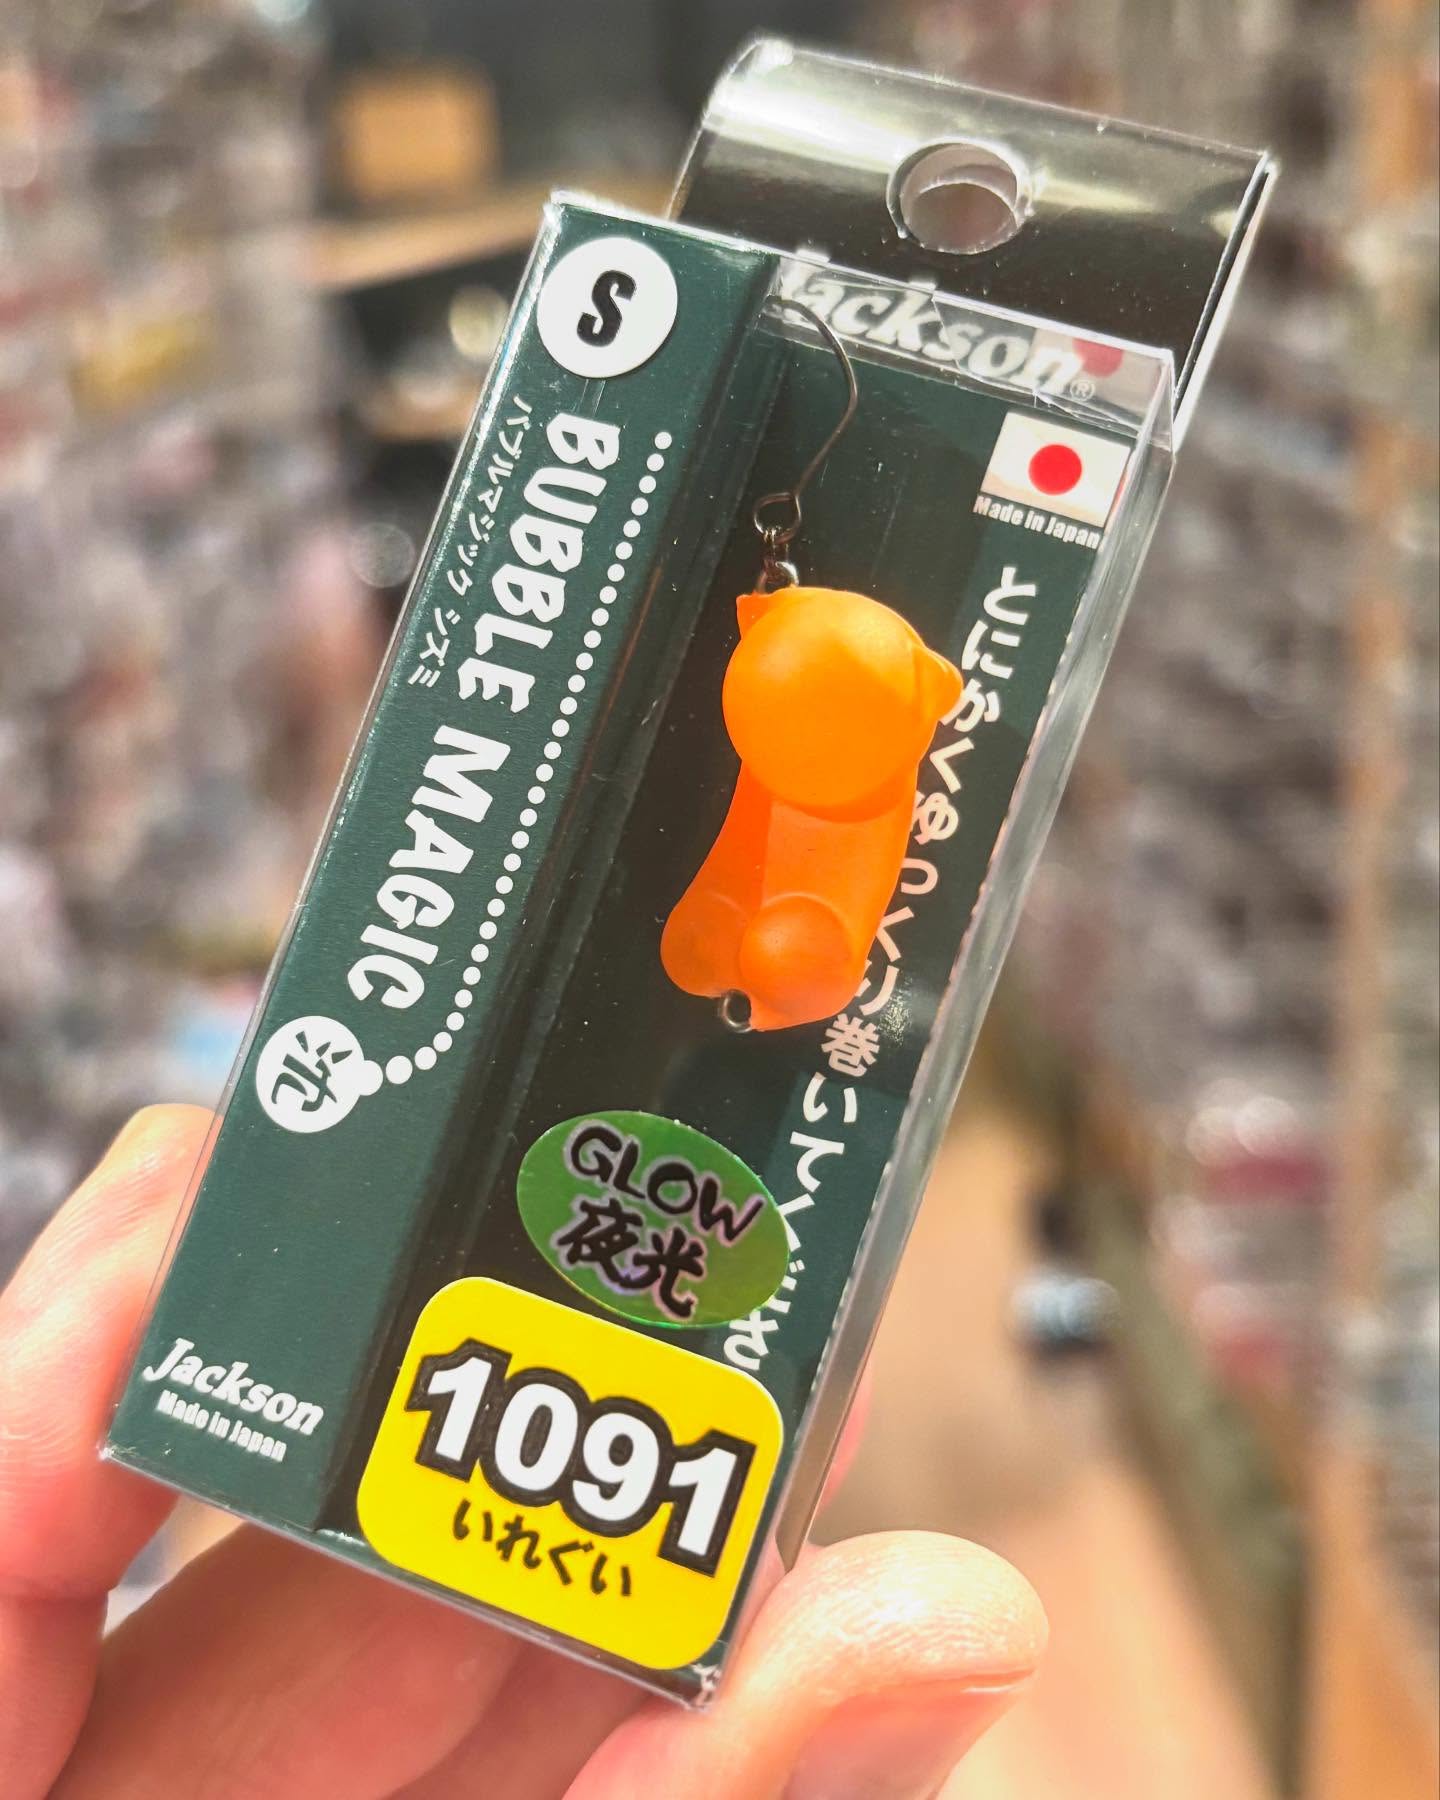 Jackson®
Made in Japan
S
BUBBLE MAGIC
バブルマジックシズミ
沈
とにかくゆっくり巻いてくださ
GLOW
夜光
1091
いれぐい
Jackson
Made in Japan